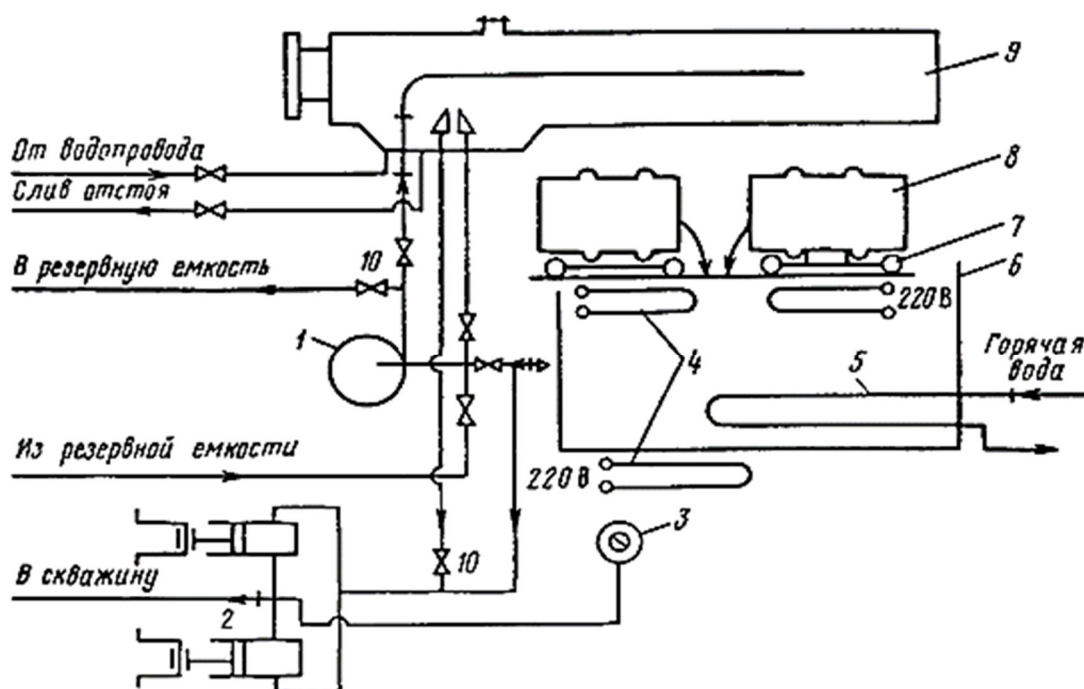 9
От водопровода
Слив отстоя
8
7
6
В резервную емкость
10
220 В
1
4
Горячая
вода
5
Из резервной емкости
220 В
3
10
В скважину
2